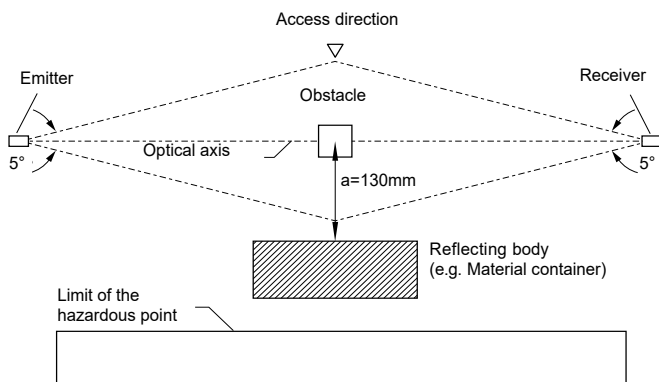 Access direction
Emitter
Receiver
Obstacle
Optical axis
5°
5°
a=130mm
Reflecting body
(e.g. Material container)
Limit of the
hazardous point